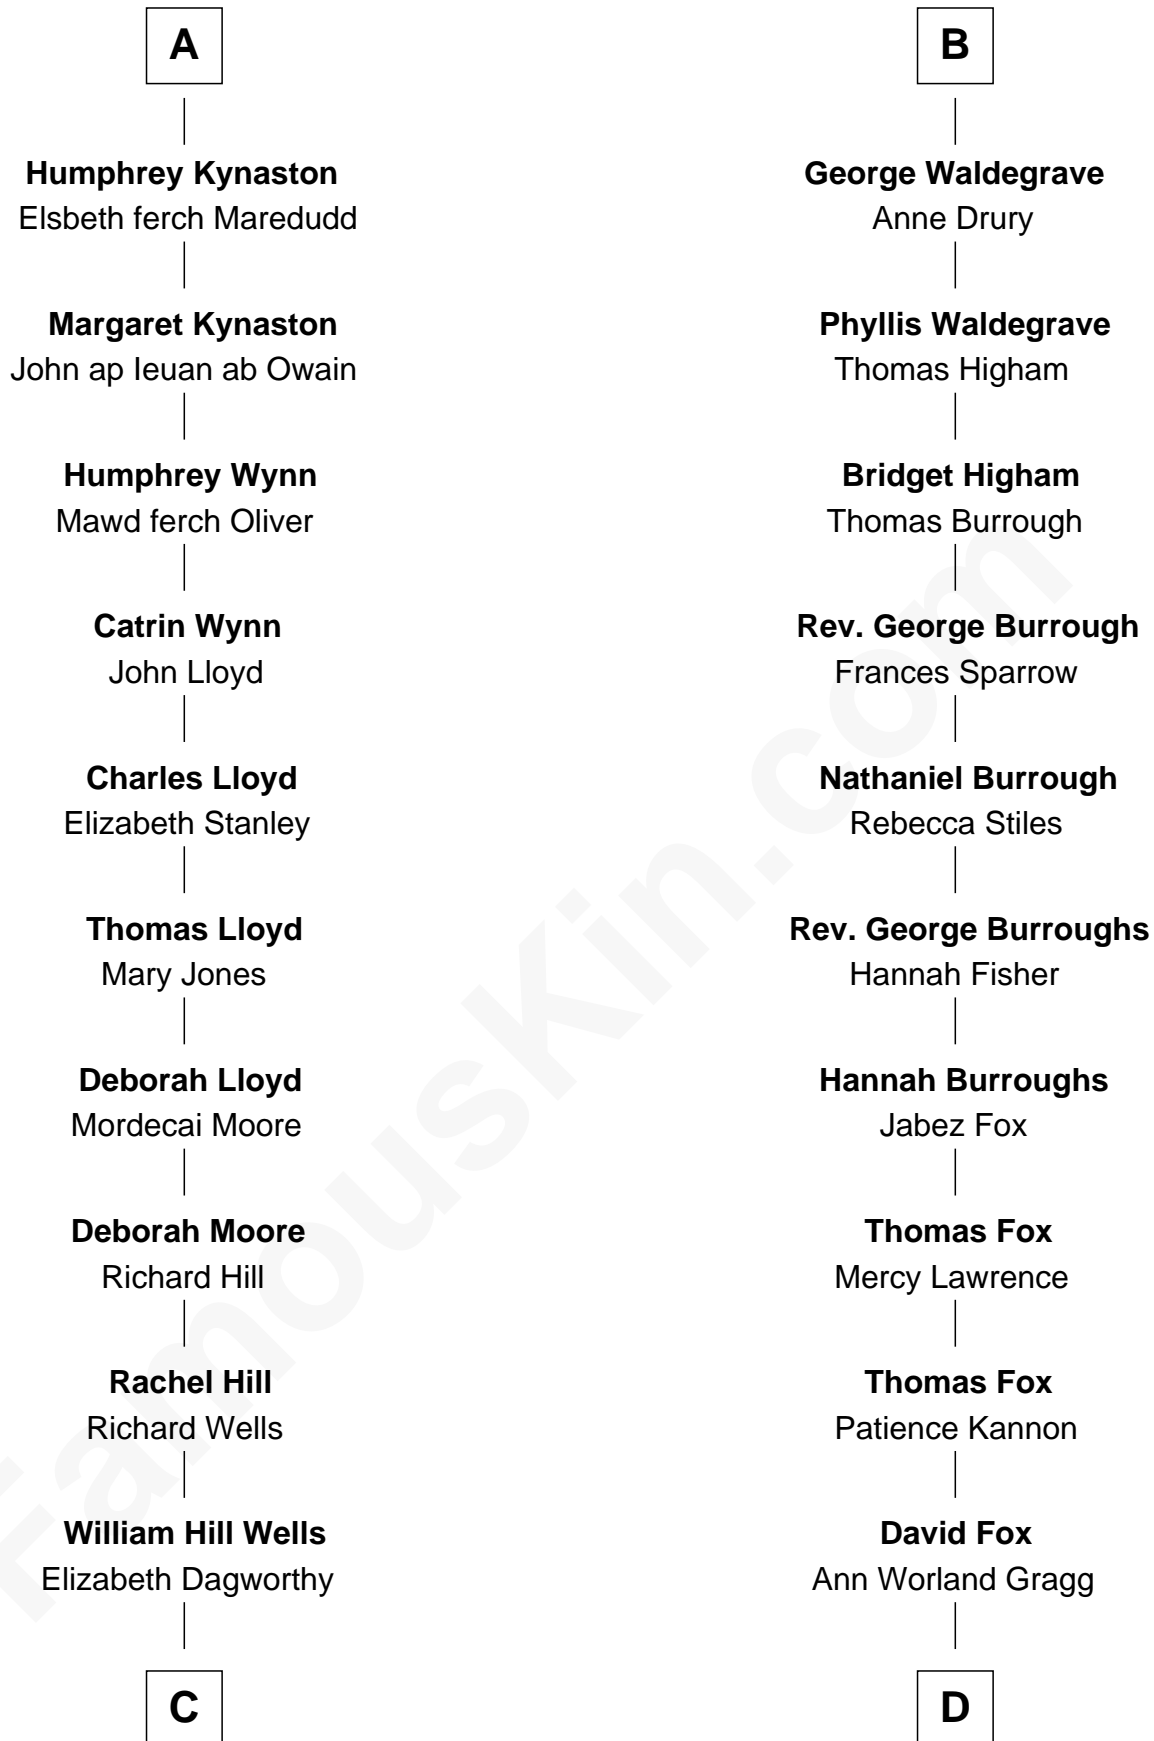 A
Humphrey Kynaston
Elsbeth ferch Maredudd
Margaret Kynaston
John ap Ieuan ab Owain
Humphrey Wynn
Mawd ferch Oliver
Catrin Wynn
John Lloyd
Charles Lloyd
Elizabeth Stanley
Thomas Lloyd
Mary Jones
Deborah Lloyd
Mordecai Moore
Deborah Moore
Richard Hill
Rachel Hill
Richard Wells
William Hill Wells
Elizabeth Dagworthy
C
B
George Waldegrave
Anne Drury
Phyllis Waldegrave
Thomas Higham
Bridget Higham
Thomas Burrough
Rev. George Burrough
Frances Sparrow
Nathaniel Burrough
Rebecca Stiles
Rev. George Burroughs
Hannah Fisher
Hannah Burroughs
Jabez Fox
Thomas Fox
Mercy Lawrence
Thomas Fox
Patience Kannon
David Fox
Ann Worland Gragg
D
FamousKin.com